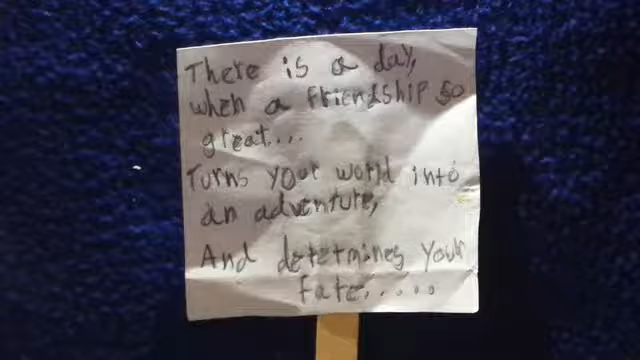 There is a day,
when a friendship so
great...
Turns your world into
an adventure,
And determines your
fate.....